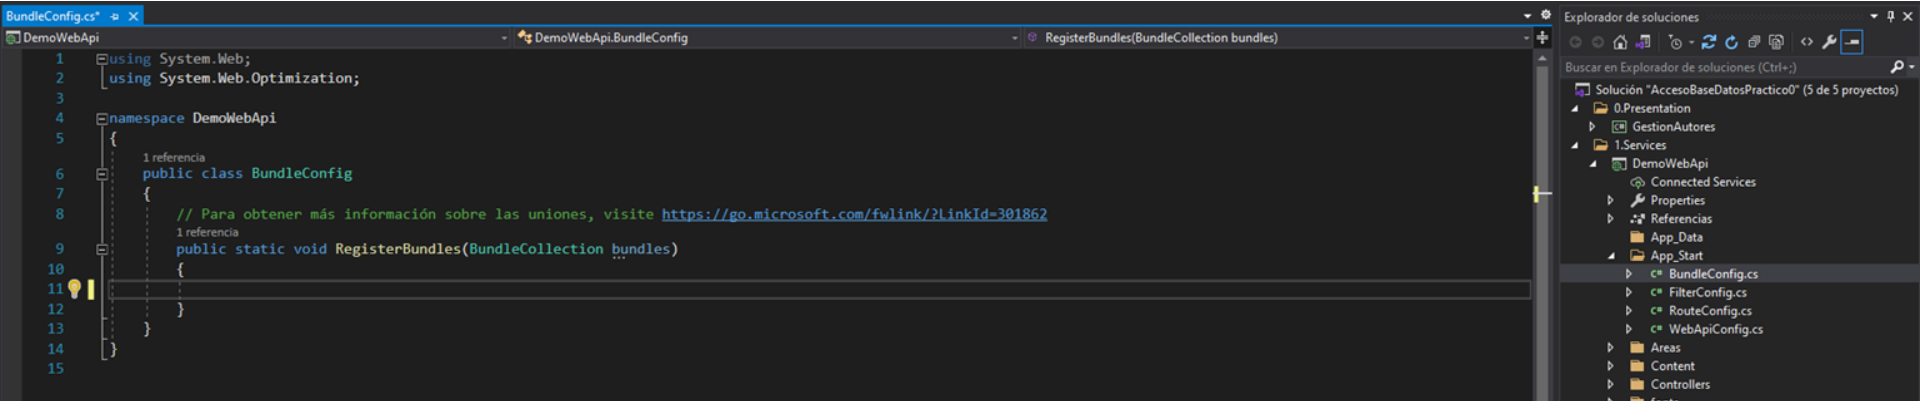 BundleConfig.cs*
DemoWebApi
DemoWebApi.BundleConfig
RegisterBundles(BundleCollection bundles)
1 using System.Web;
2 using System.Web.Optimization;
3
4 namespace DemoWebApi
5 {
1 referencia
6 public class BundleConfig
7 {
8 // Para obtener más información sobre las uniones, visite https://go.microsoft.com/fwlink/?LinkId=301862
1 referencia
9 public static void RegisterBundles(BundleCollection bundles)
10 {
11
12 }
13 }
14 }
15
Explorador de soluciones
Buscar en Explorador de soluciones (Ctrl+;)
Solución "AccesoBaseDatosPractico0" (5 de 5 proyectos)
0.Presentation
C# GestionAutores
1.Services
DemoWebApi
Connected Services
Properties
Referencias
App_Data
App_Start
C# BundleConfig.cs
C# FilterConfig.cs
C# RouteConfig.cs
C# WebApiConfig.cs
Areas
Content
Controllers